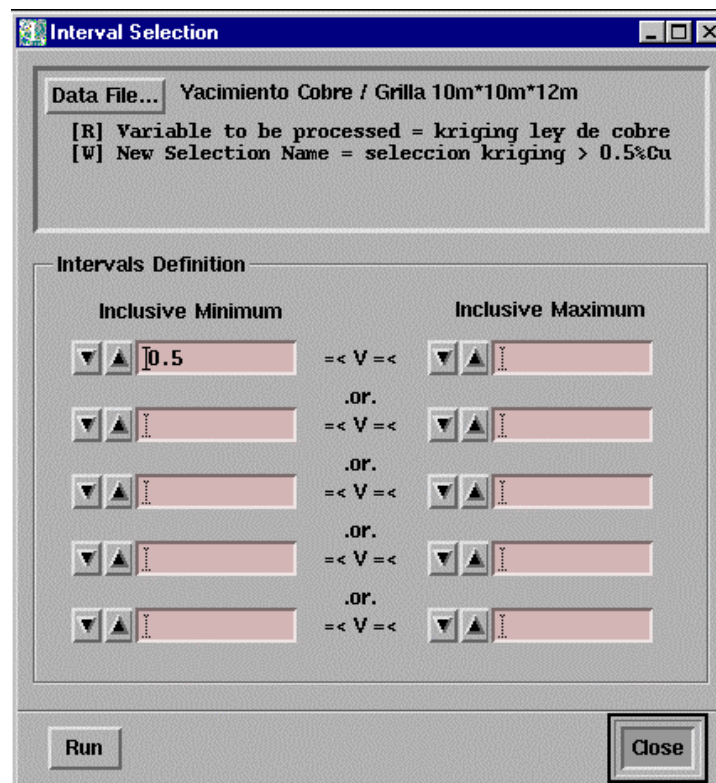 Interval Selection
Data File... Yacimiento Cobre / Grilla 10m*10m*12m
[R] Variable to be processed = kriging ley de cobre
[W] New Selection Name = seleccion kriging > 0.5%Cu
Intervals Definition
Inclusive Minimum Inclusive Maximum
0.5 =< V =<
.or.
=< V =<
.or.
=< V =<
.or.
=< V =<
.or.
=< V =<
Run Close